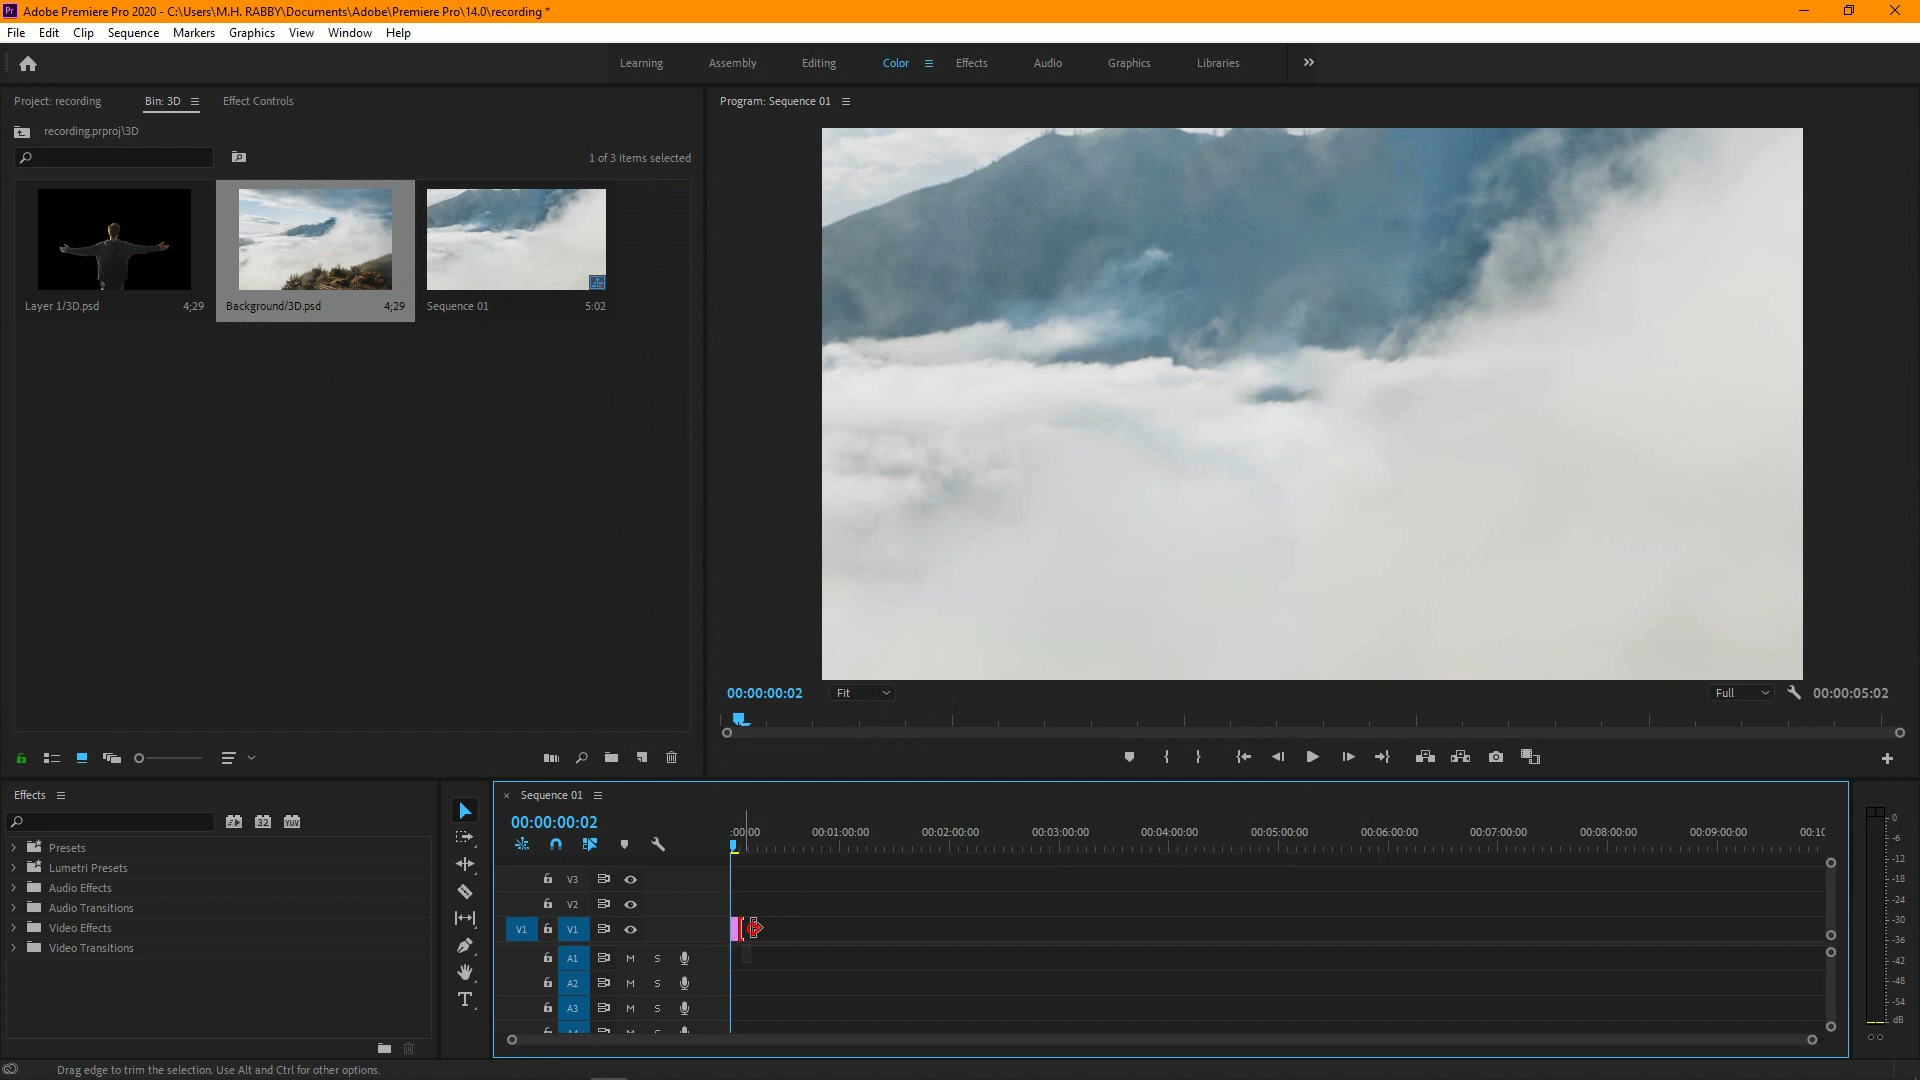 Pr Adobe Premiere Pro 2020 - C:\Users\M.H. RABBY\Documents\Adobe\Premiere Pro\14.0\recording *
File Edit Clip Sequence Markers Graphics View Window Help
Learning Assembly Editing Color Effects Audio Graphics Libraries
Project: recording Bin: 3D Effect Controls
Program: Sequence 01
recording.prproj\3D
1 of 3 items selected
Layer 1/3D.psd 4;29
Background/3D.psd 4;29
Sequence 01 5:02
00:00:00:02 Fit Full 00:00:05:02
Effects
32 YUV
Presets
Lumetri Presets
Audio Effects
Audio Transitions
Video Effects
Video Transitions
× Sequence 01
00:00:00:02
:00:00 00:01:00:00 00:02:00:00 00:03:00:00 00:04:00:00 00:05:00:00 00:06:00:00 00:07:00:00 00:08:00:00 00:09:00:00 00:10
V3
V2
V1 V1
A1 M S
A2 M S
A3 M S
0
-6
-12
-18
-24
-30
-36
-42
-48
-54
dB
Drag edge to trim the selection. Use Alt and Ctrl for other options.